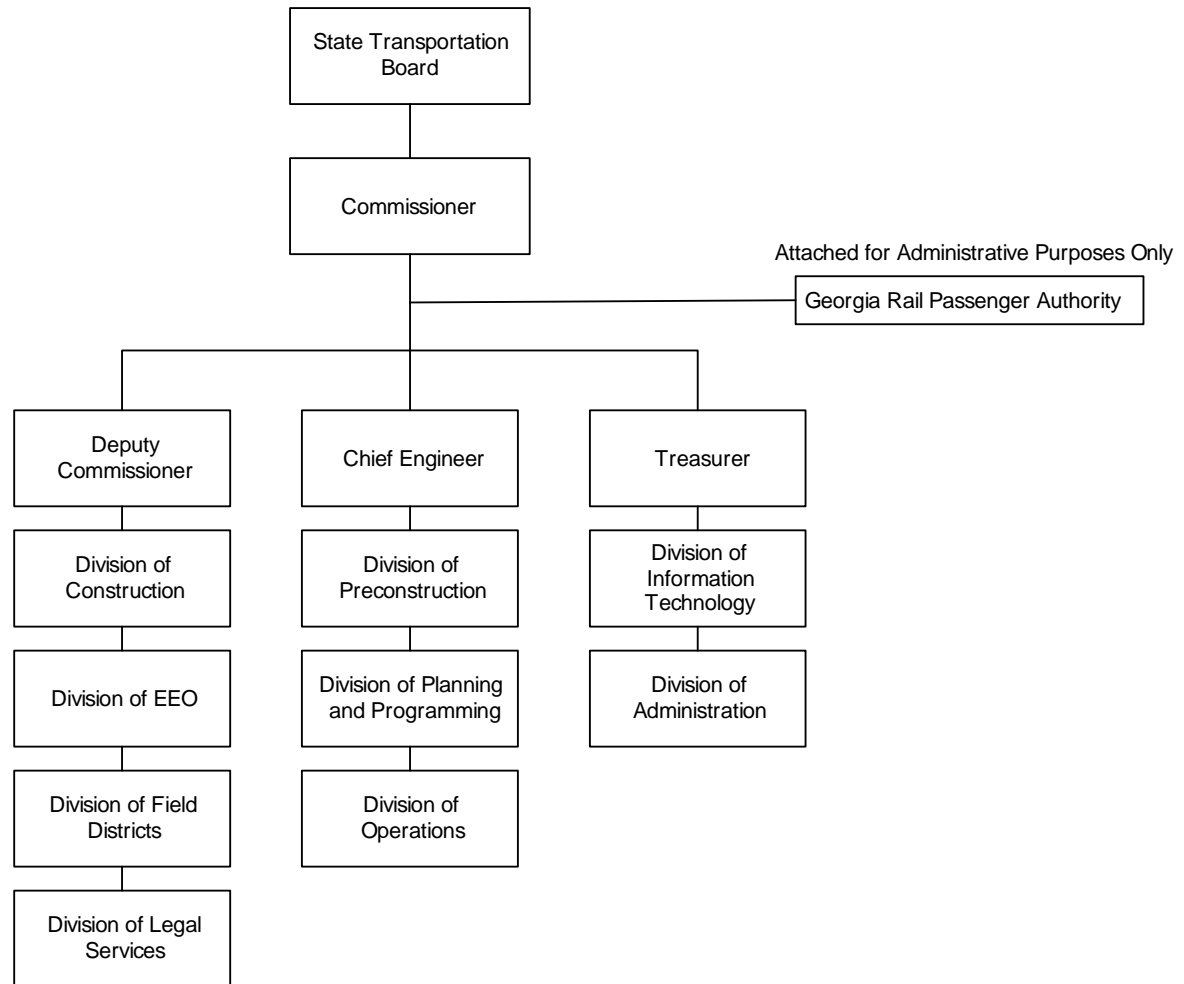 State Transportation
Board
Commissioner
Attached for Administrative Purposes Only
Georgia Rail Passenger Authority
Deputy
Commissioner
Chief Engineer
Treasurer
Division of
Construction
Division of
Preconstruction
Division of
Information
Technology
Division of EEO
Division of Planning
and Programming
Division of
Administration
Division of Field
Districts
Division of
Operations
Division of Legal
Services